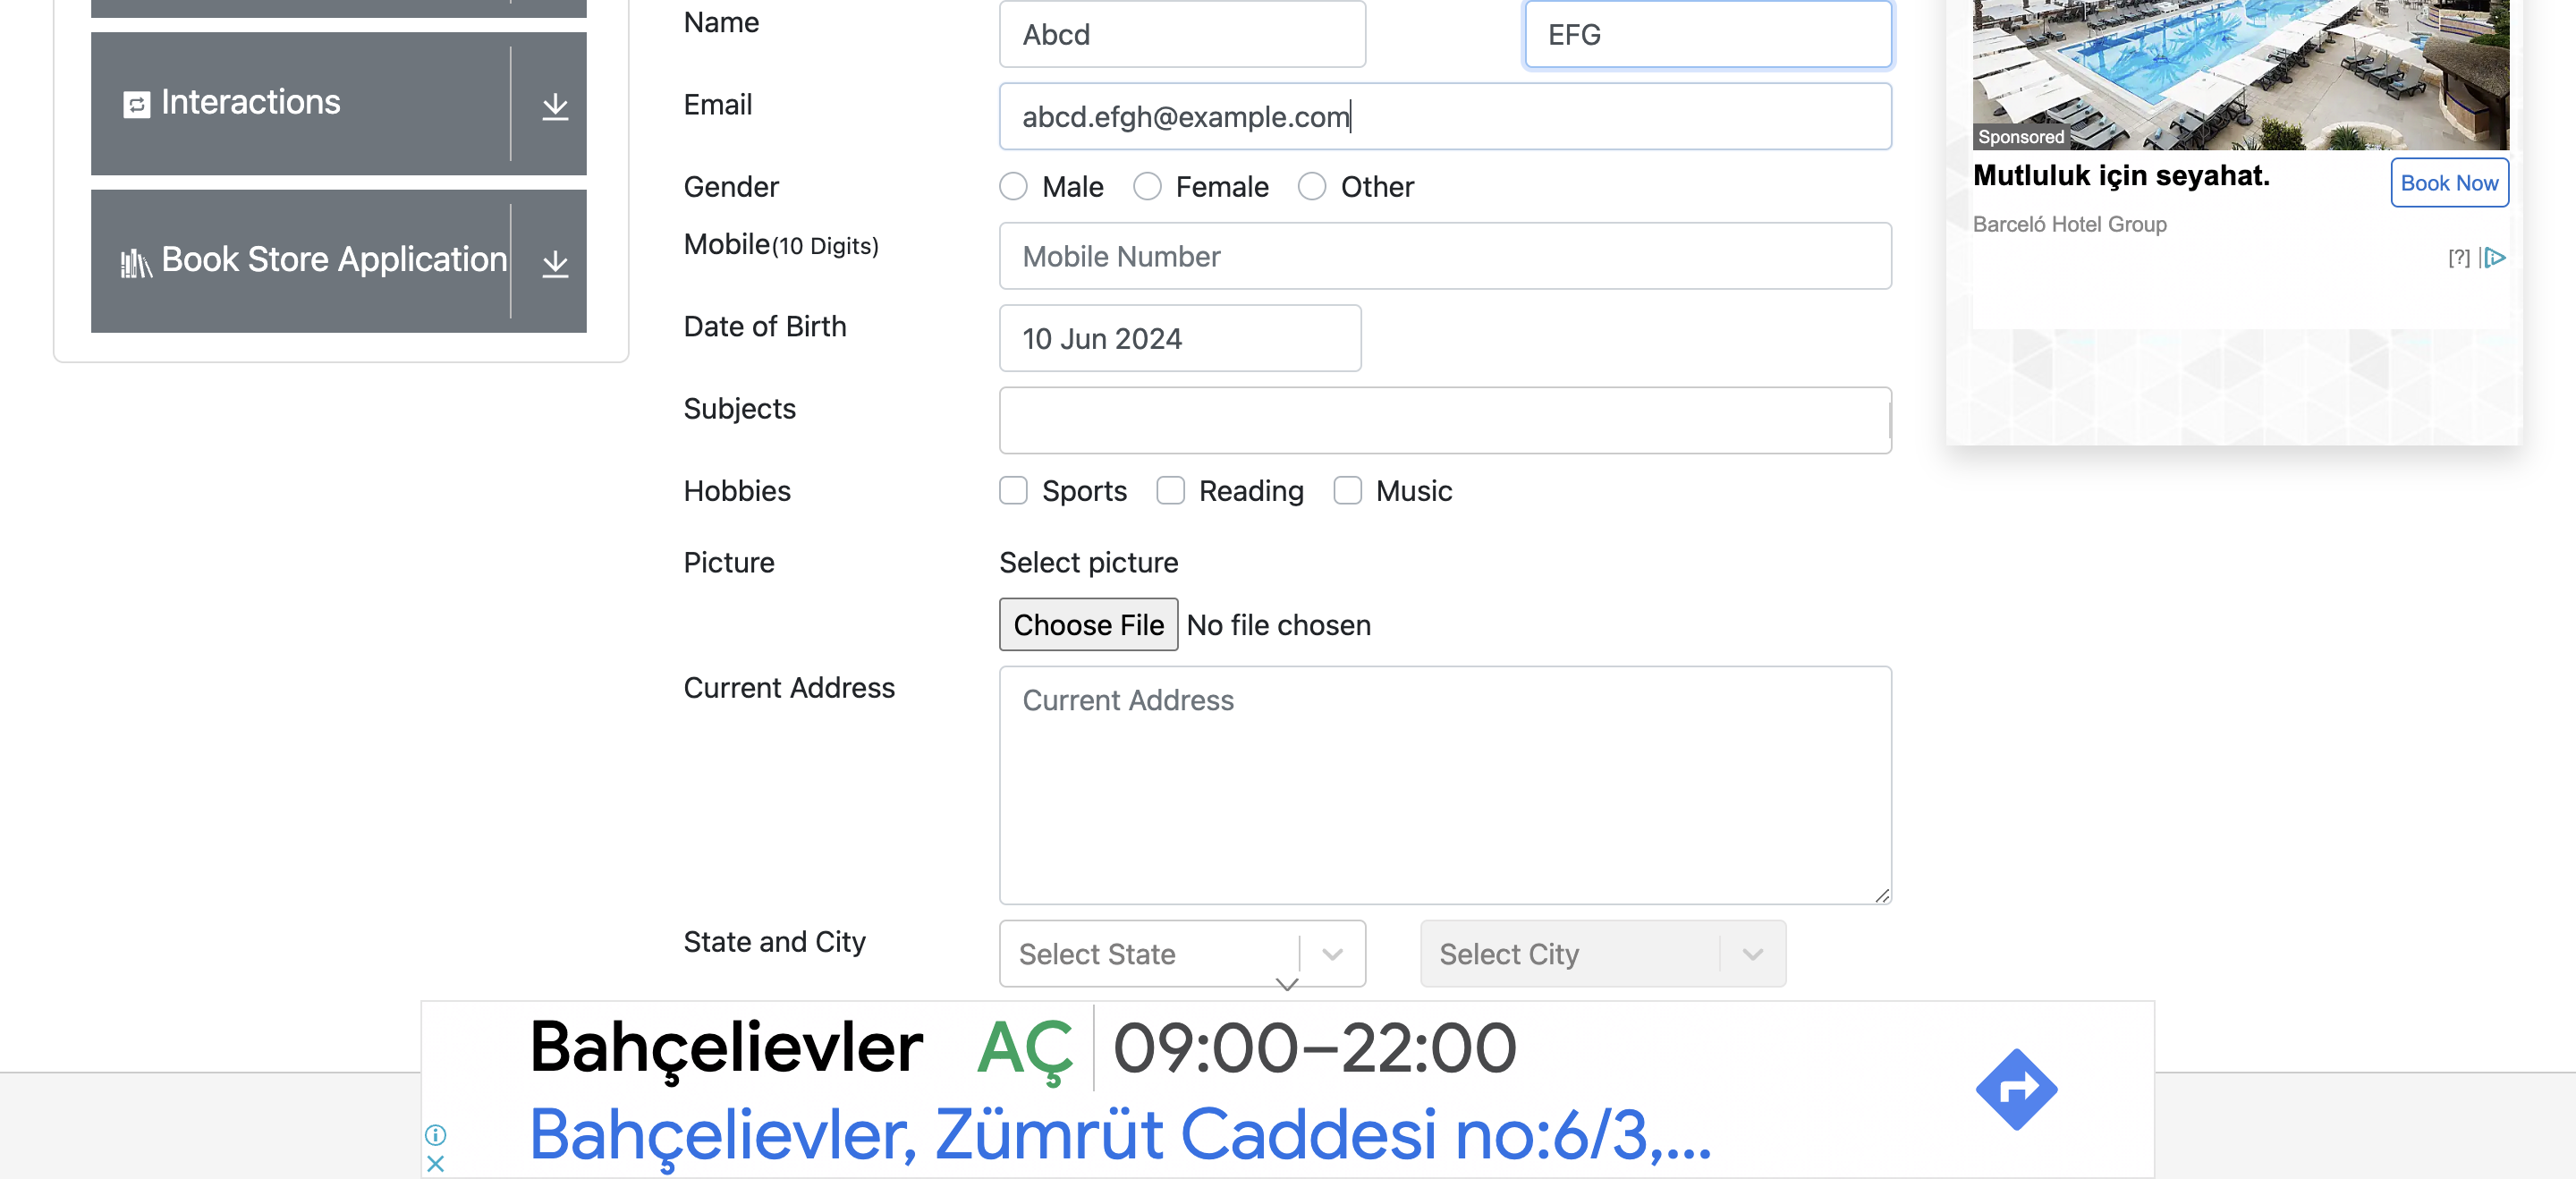 Interactions
Book Store Application
Name
Abcd
EFG
Email
abcd.efgh@example.com
Gender
Male
Female
Other
Mobile(10 Digits)
Mobile Number
Date of Birth
10 Jun 2024
Subjects
Hobbies
Sports
Reading
Music
Picture
Select picture
Choose File No file chosen
Current Address
Current Address
State and City
Select State
Select City
Sponsored
Mutluluk için seyahat.
Book Now
Barceló Hotel Group
[?]
Bahçelievler AÇ 09:00–22:00
Bahçelievler, Zümrüt Caddesi no:6/3,...